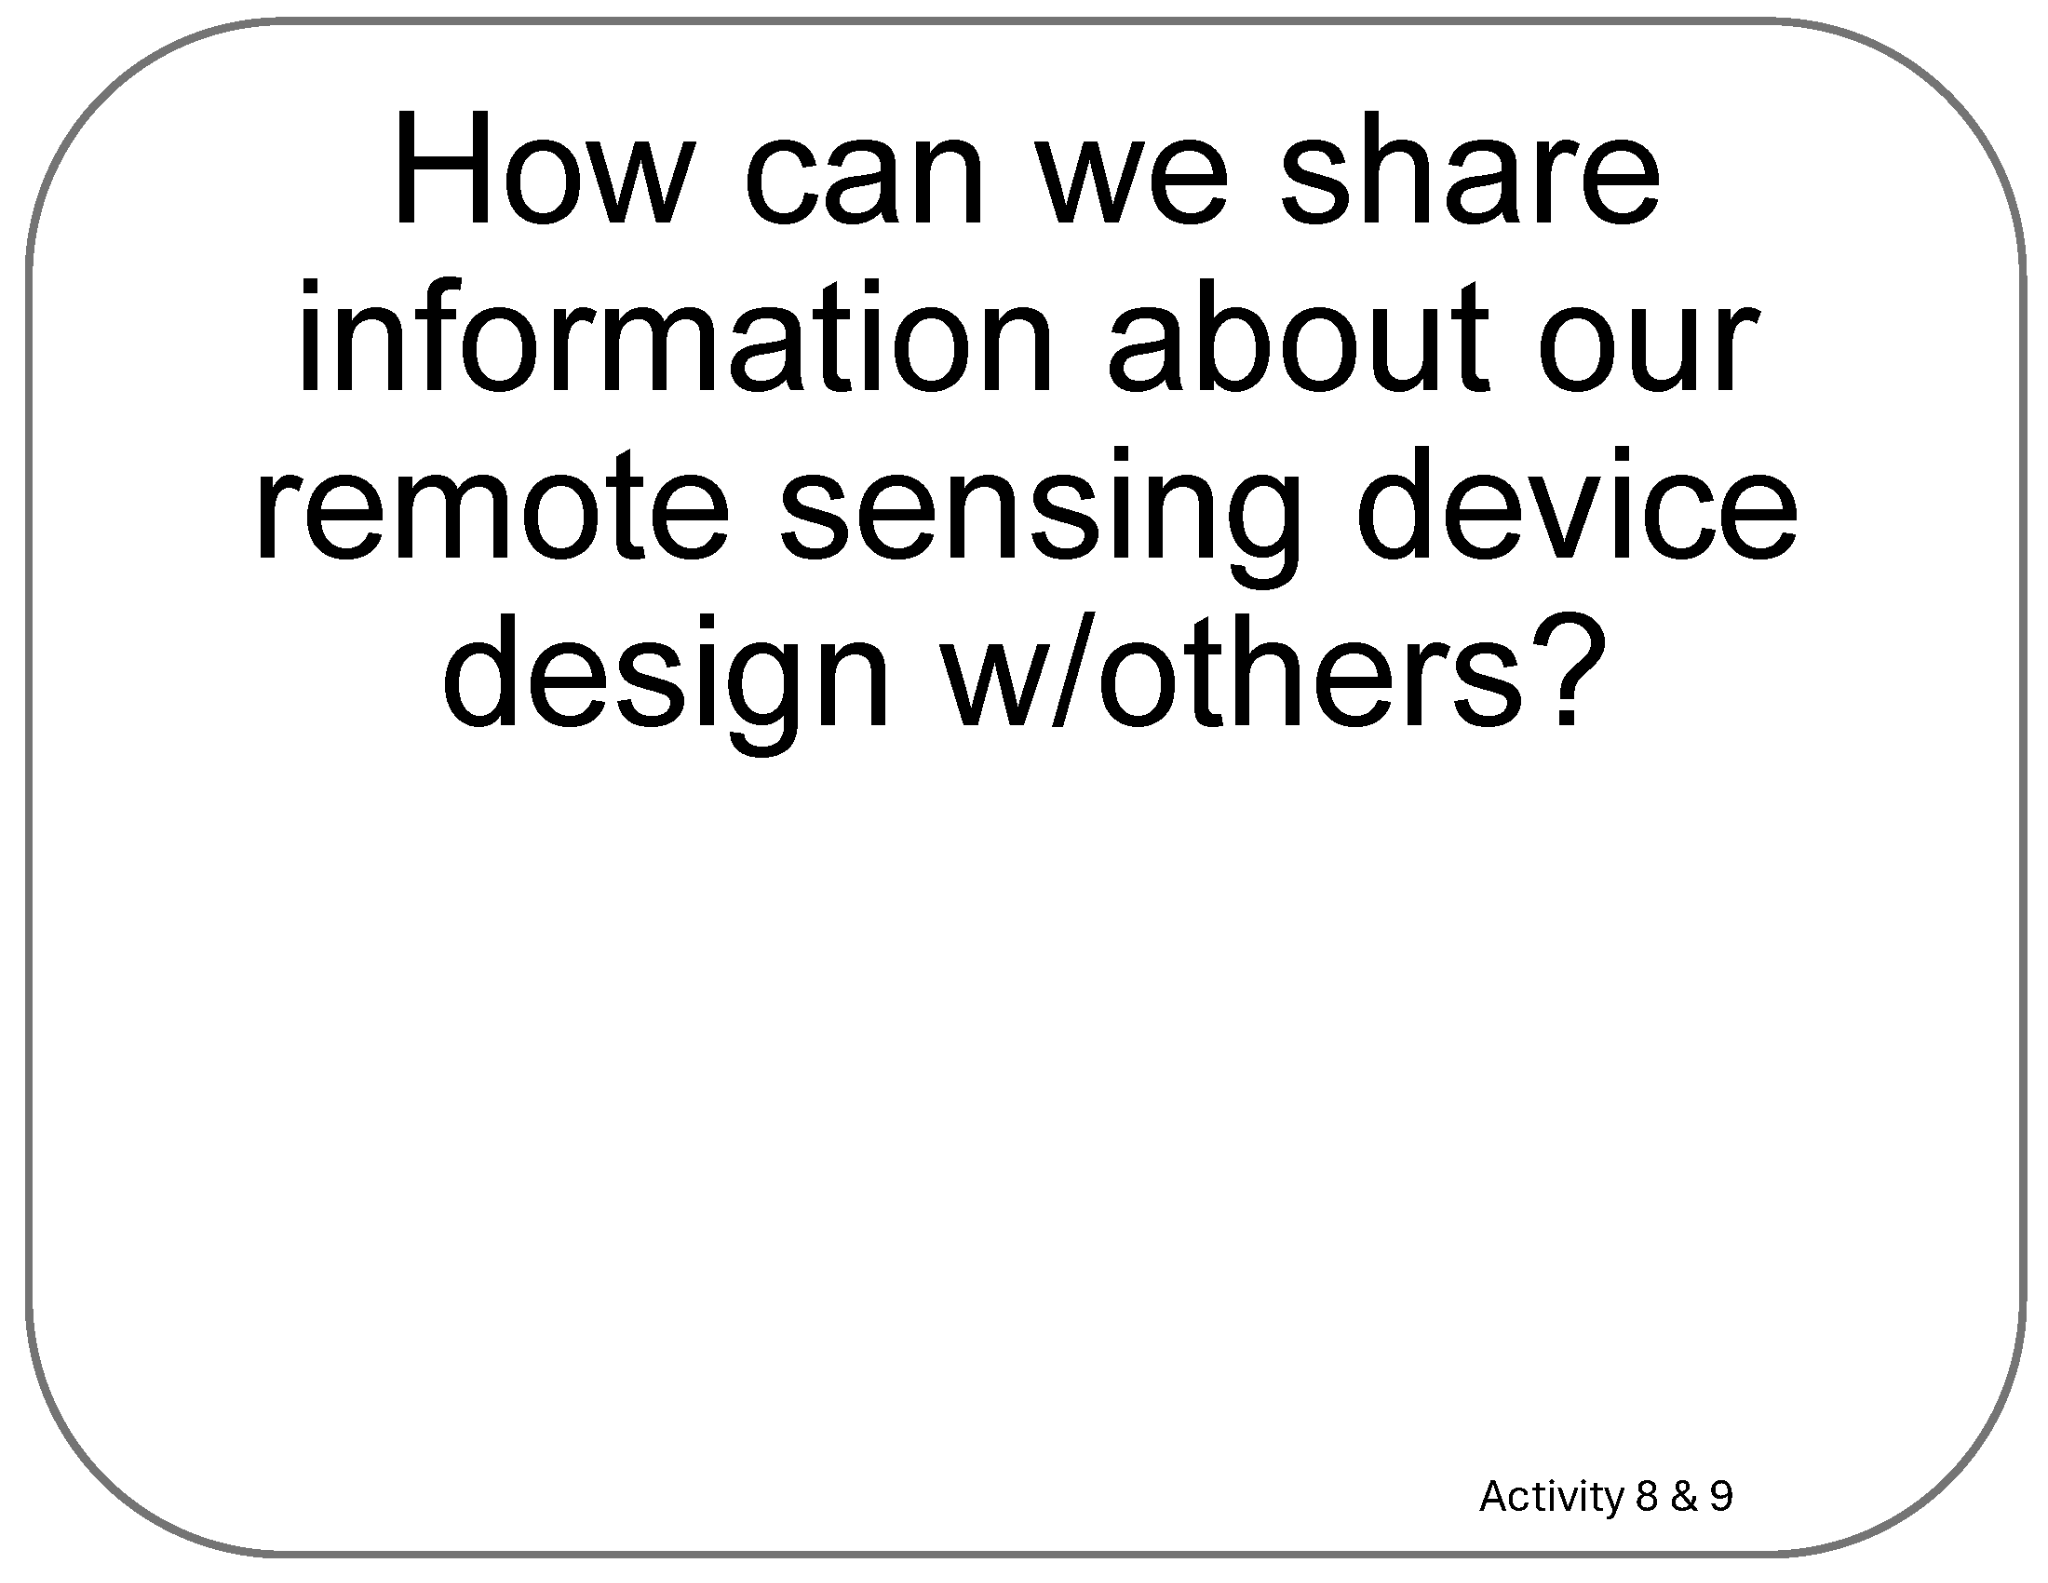 How can we share
information about our
remote sensing device
design w/others?
Activity 8 & 9